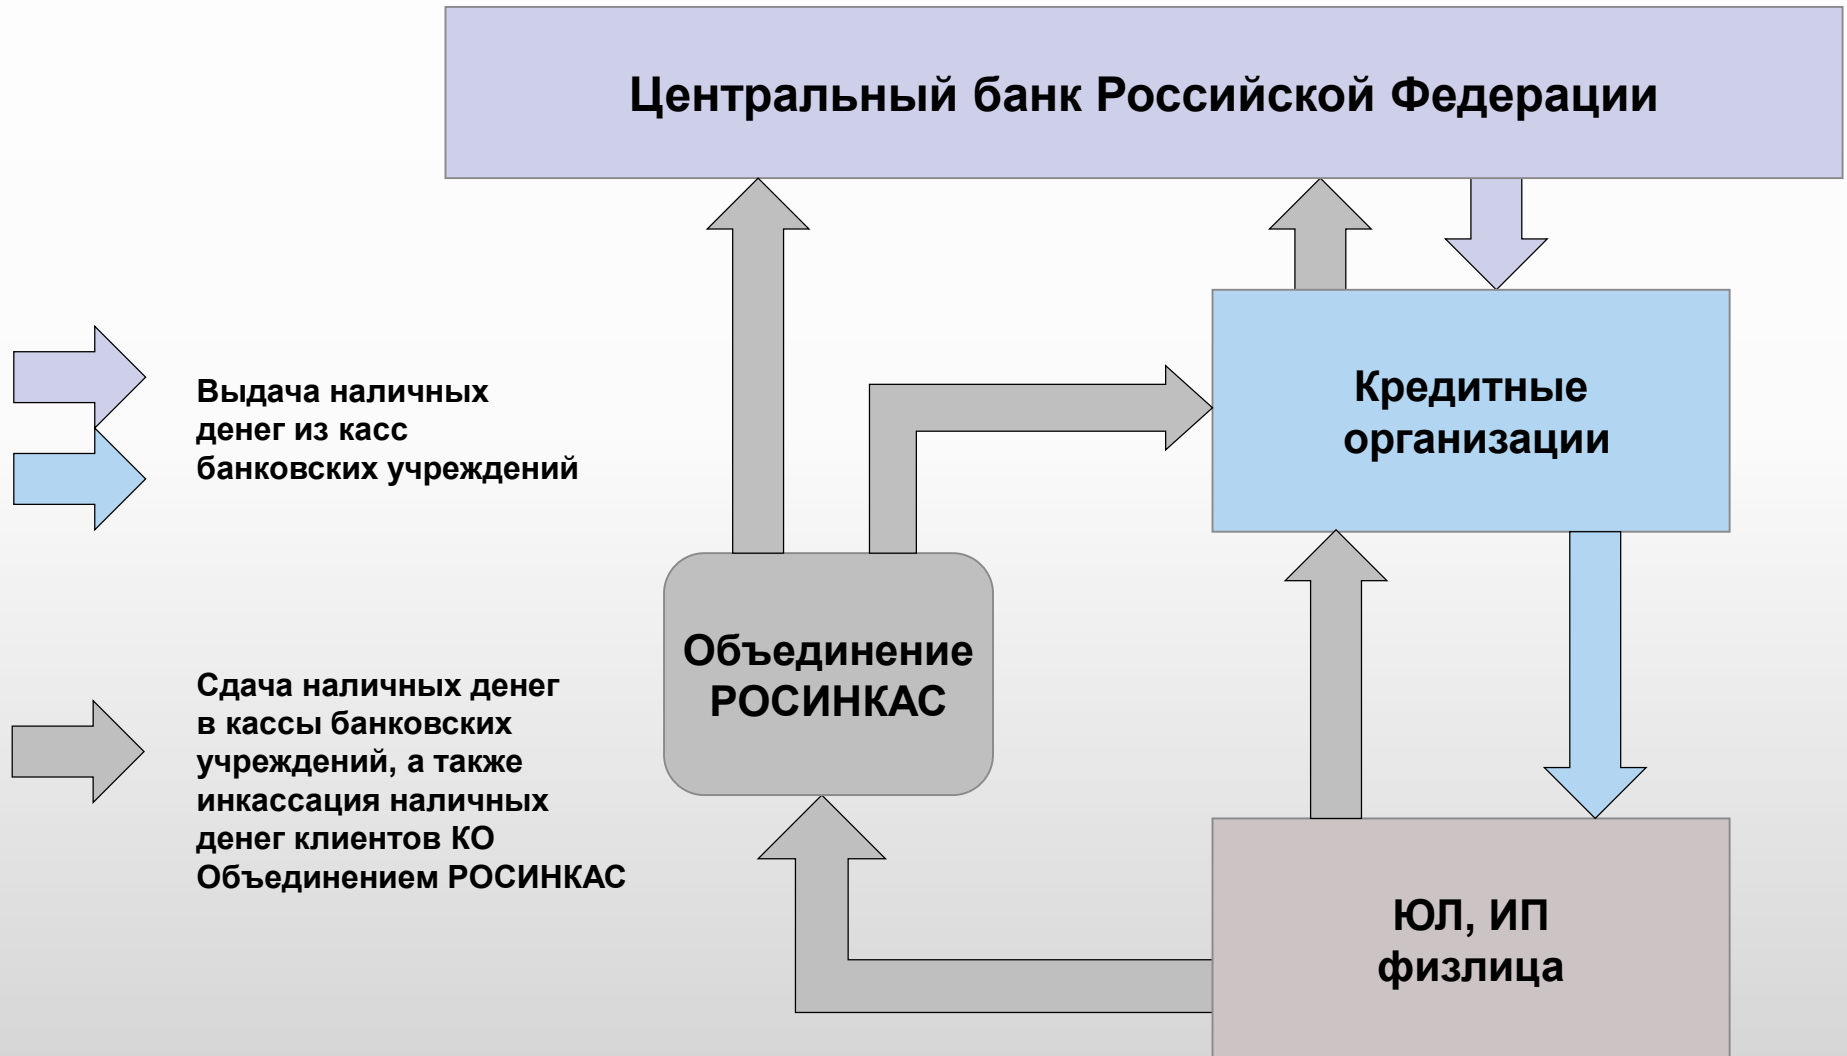 Центральный банк Российской Федерации
Выдача наличных
денег из касс
банковских учреждений
Кредитные
организации
Объединение
РОСИНКАС
Сдача наличных денег
в кассы банковских
учреждений, а также
инкассация наличных
денег клиентов КО
Объединением РОСИНКАС
ЮЛ, ИП
физлица